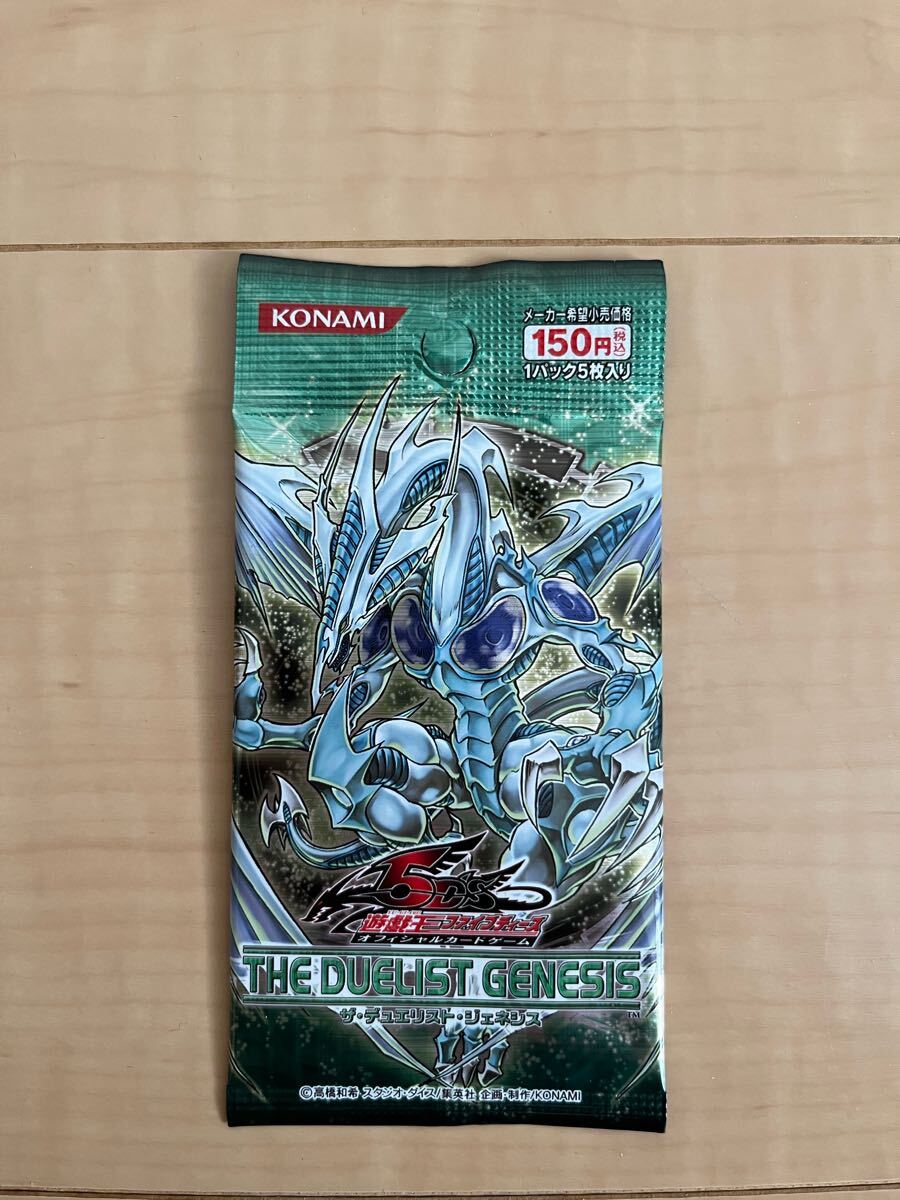 KONAMI
メーカー希望小売価格
150円(税込)
1パック5枚入り
5D's
遊戯王ファイブディーズ
オフィシャルカードゲーム
THE DUELIST GENESIS
TM
ザ・デュエリスト・ジェネシス
©高橋和希 スタジオ・ダイス/集英社 企画・制作/KONAMI